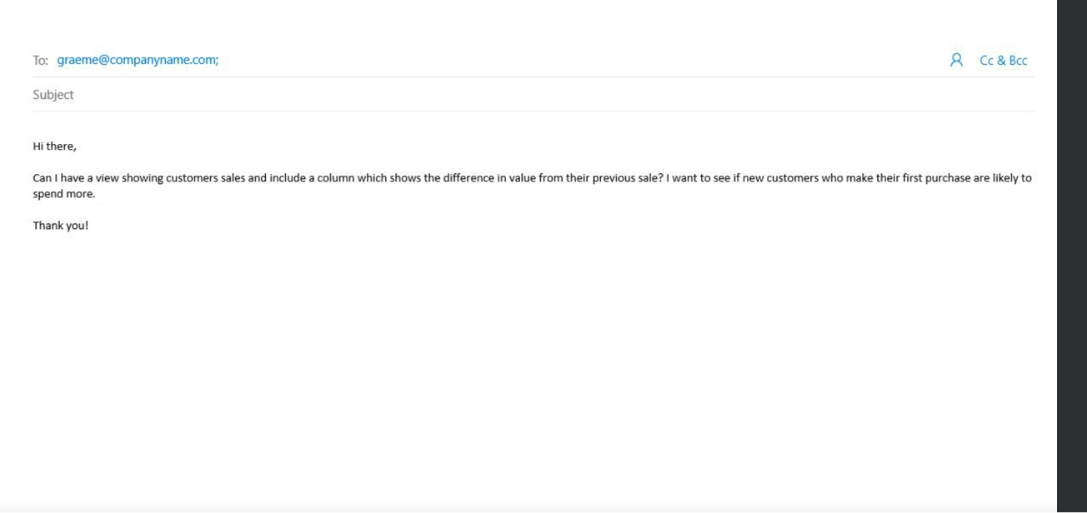 To: graeme@companyname.com; Cc & Bcc
Subject
Hi there,
Can I have a view showing customers sales and include a column which shows the difference in value from their previous sale? I want to see if new customers who make their first purchase are likely to
spend more.
Thank you!